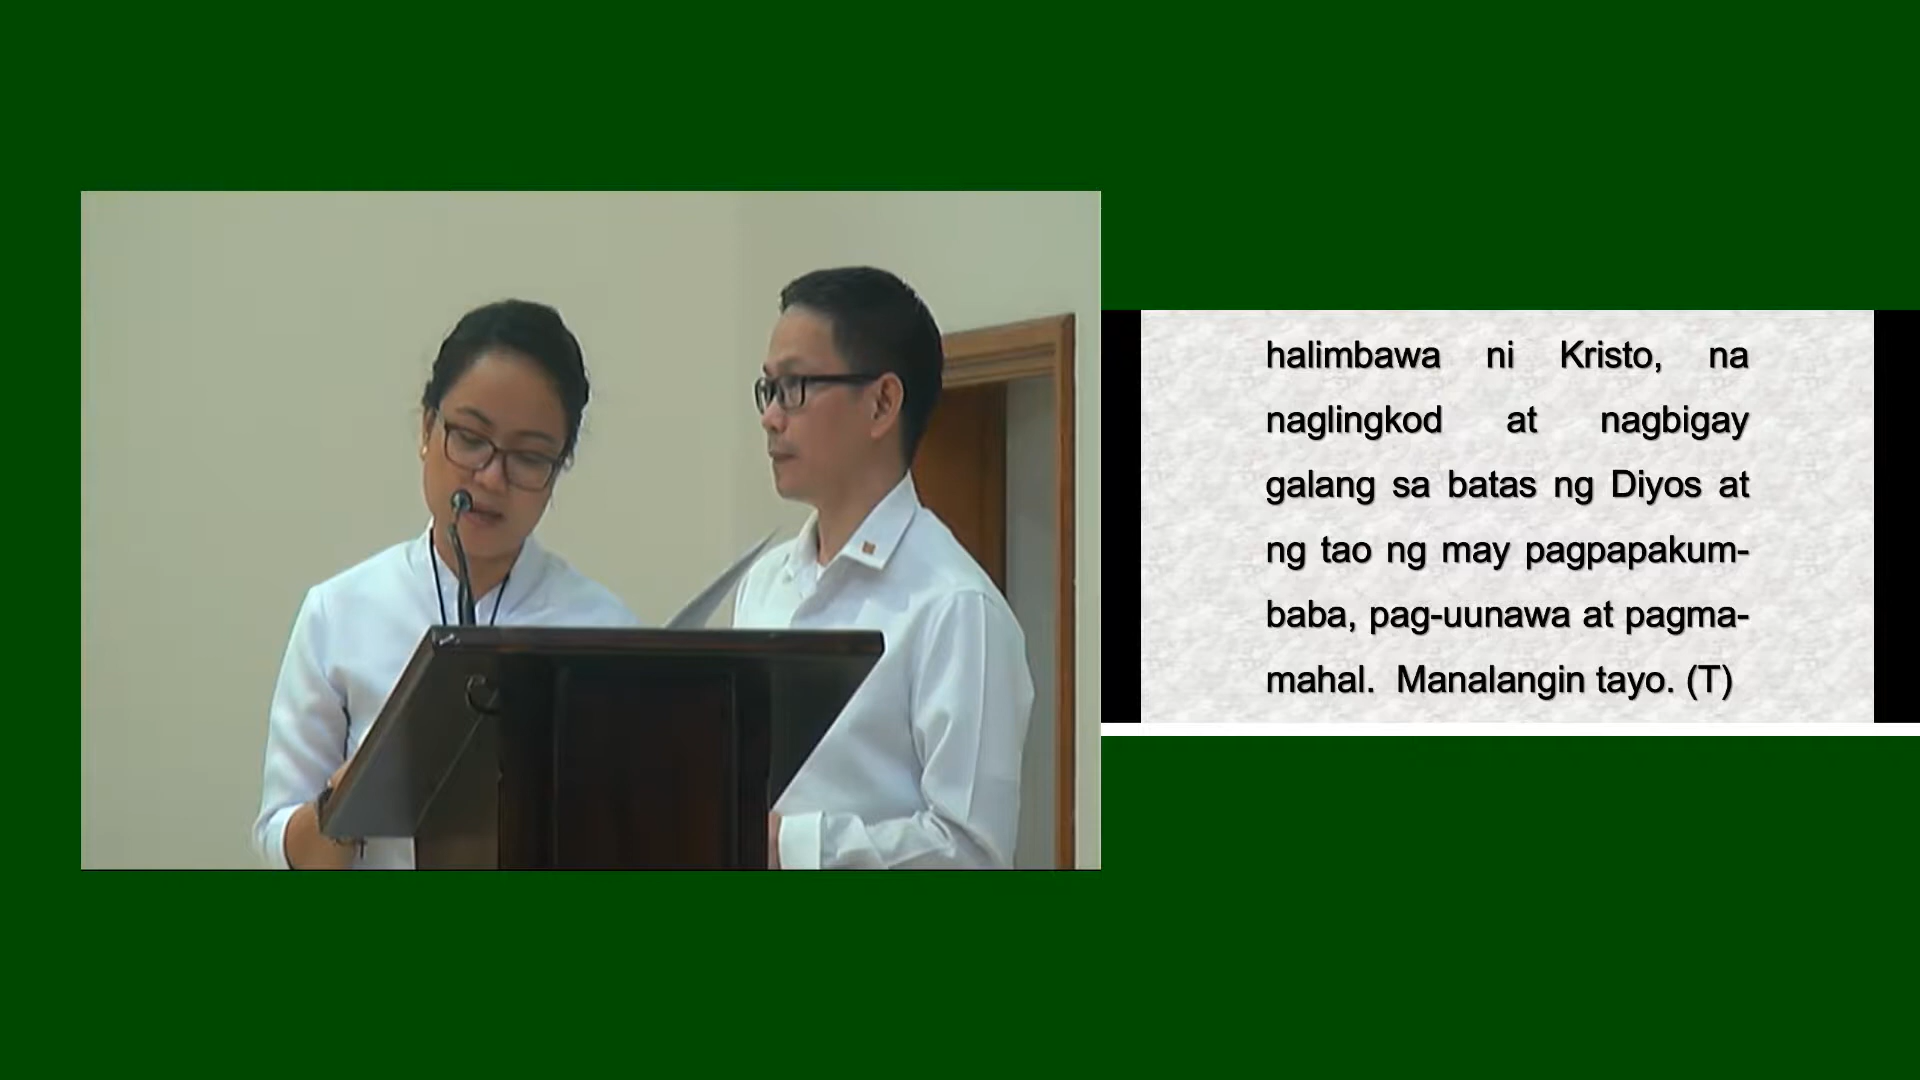 halimbawa ni Kristo, na
naglingkod at nagbigay
galang sa batas ng Diyos at
ng tao ng may pagpapakum-
baba, pag-uunawa at pagma-
mahal. Manalangin tayo. (T)